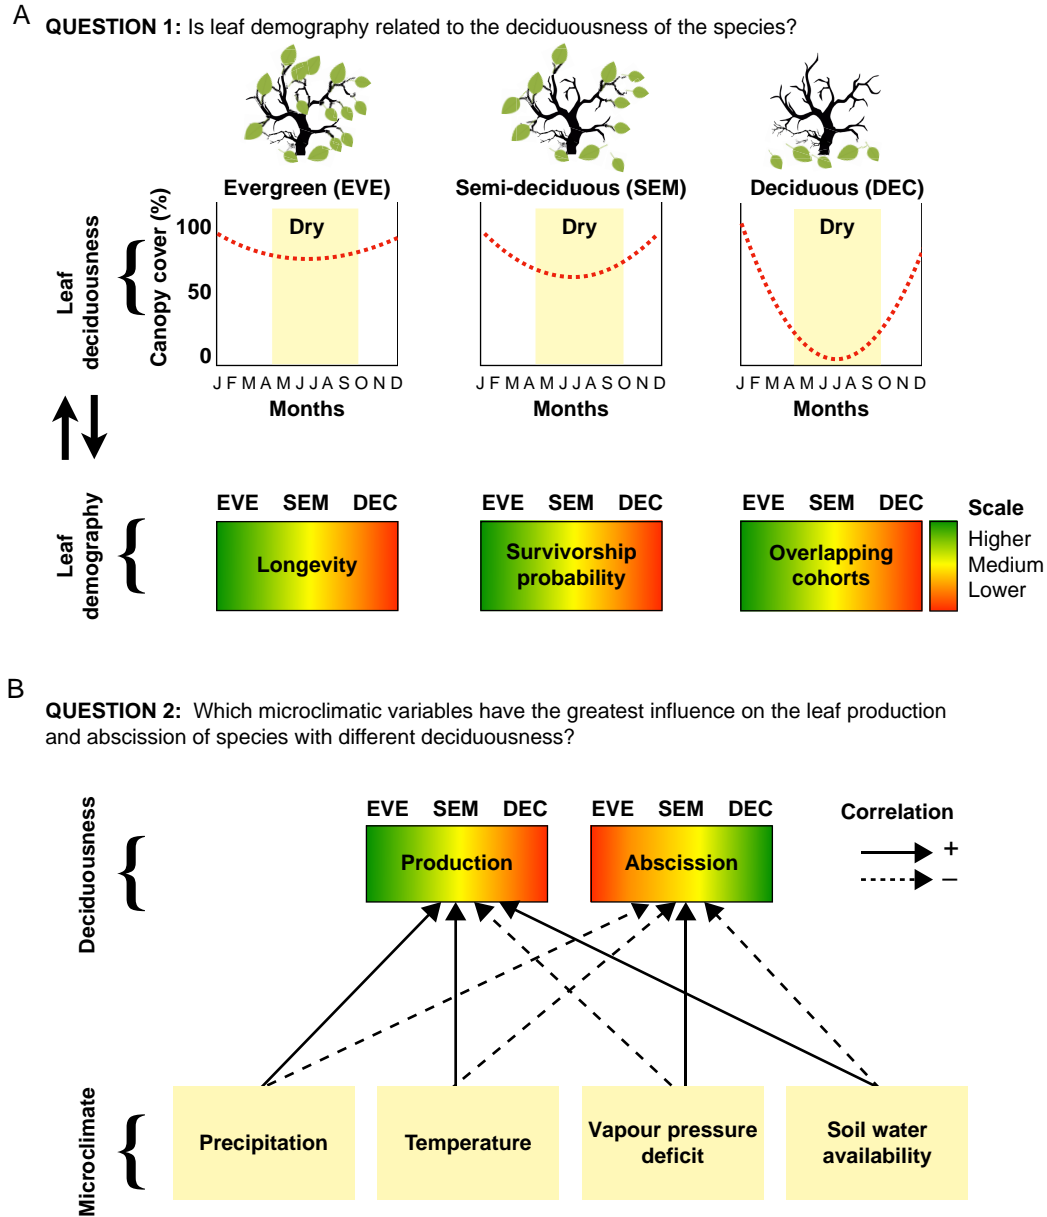 A
QUESTION 1: Is leaf demography related to the deciduousness of the species?
Evergreen (EVE)
Semi-deciduous (SEM)
Deciduous (DEC)
Leaf
deciduousness
{
Canopy cover (%)
100
50
0
Dry
Dry
Dry
J F M A M J J A S O N D
J F M A M J J A S O N D
J F M A M J J A S O N D
Months
Months
Months
Leaf
demography
{
EVE SEM DEC
Longevity
EVE SEM DEC
Survivorship
probability
EVE SEM DEC
Overlapping
cohorts
Scale
Higher
Medium
Lower
B
QUESTION 2: Which microclimatic variables have the greatest influence on the leaf production
and abscission of species with different deciduousness?
Deciduousness
{
EVE SEM DEC
Production
EVE SEM DEC
Abscission
Correlation
+
–
Microclimate
{
Precipitation
Temperature
Vapour pressure
deficit
Soil water
availability